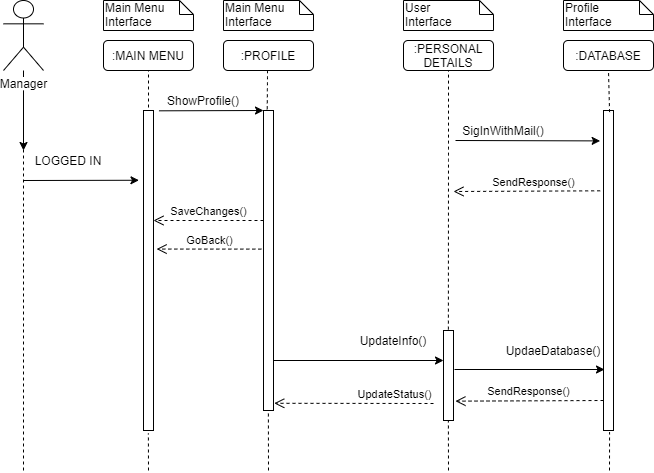 Main Menu
Interface
Main Menu
Interface
User
Interface
Profile
Interface
:MAIN MENU
:PROFILE
:PERSONAL
DETAILS
:DATABASE
Manager
ShowProfile()
SigInWithMail()
LOGGED IN
SendResponse()
SaveChanges()
GoBack()
UpdateInfo()
UpdaeDatabase()
UpdateStatus()
SendResponse()